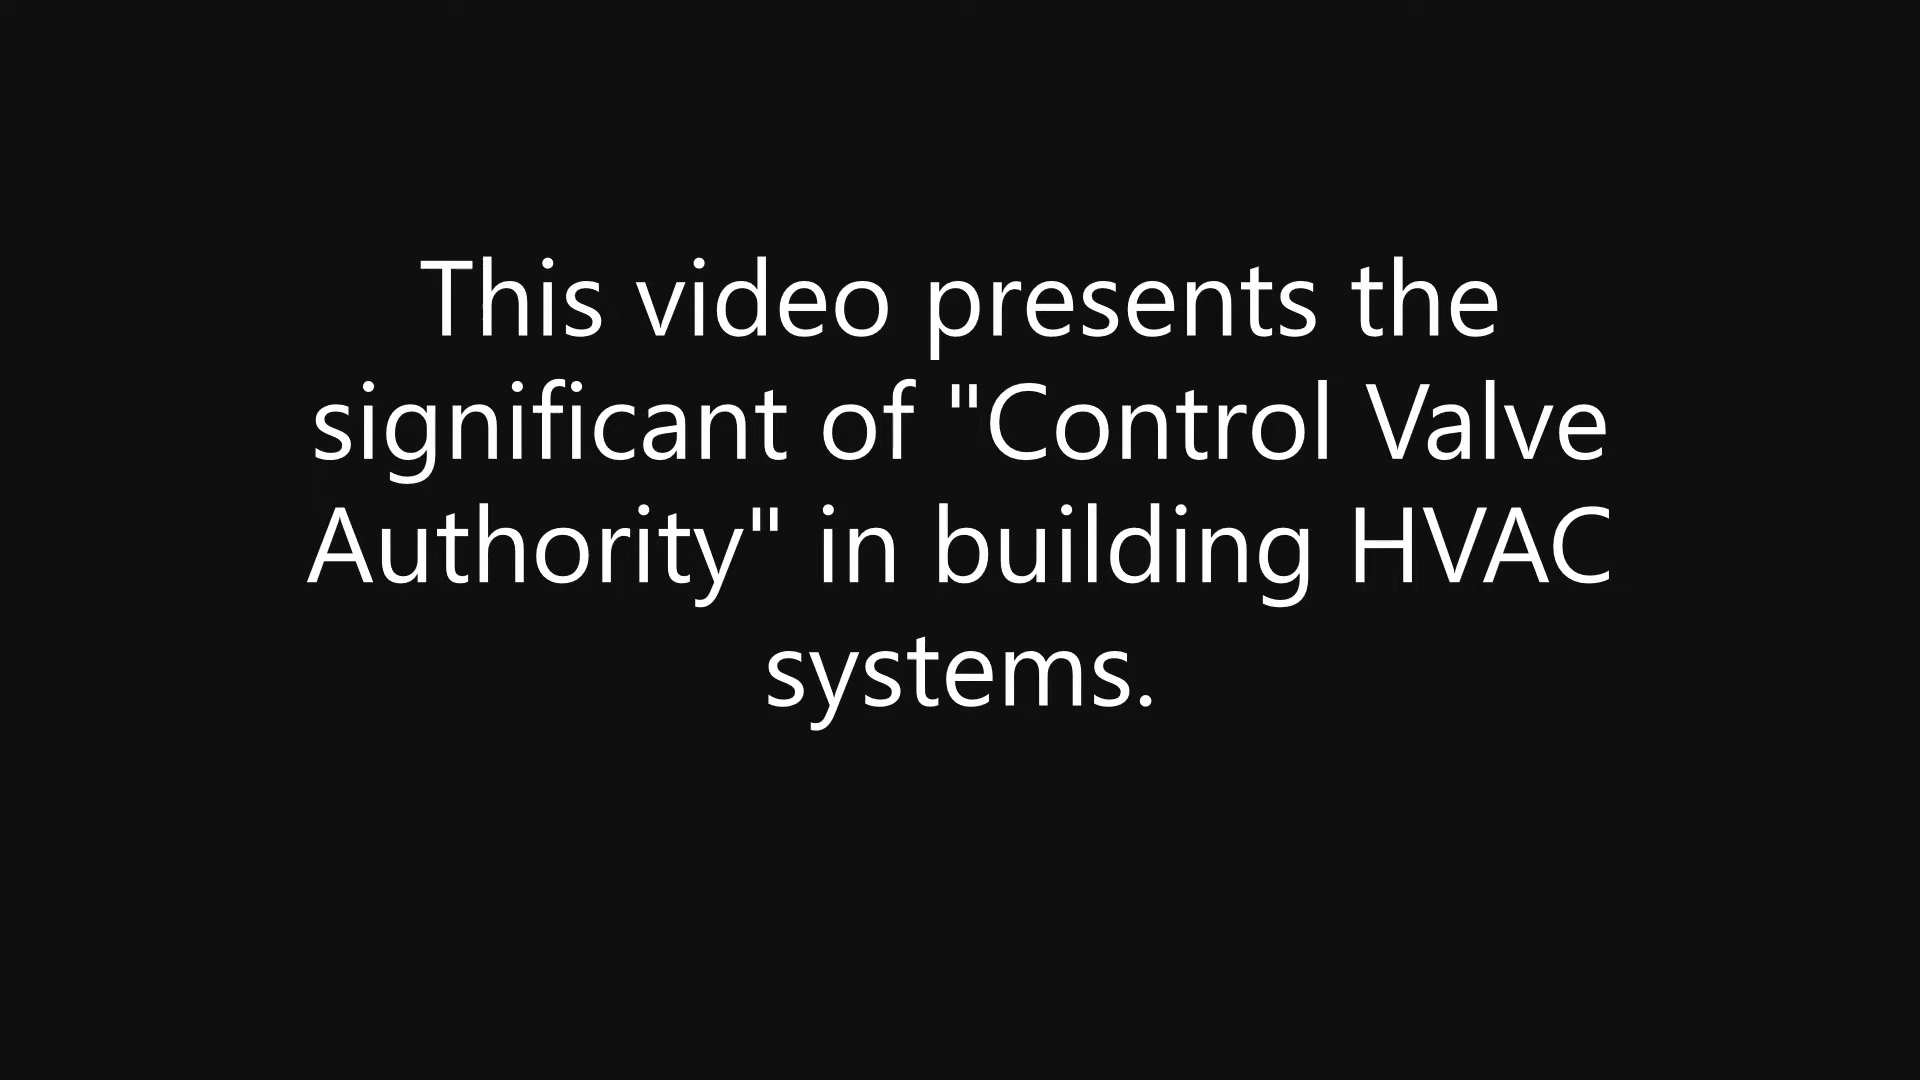 This video presents the
significant of "Control Valve
Authority" in building HVAC
systems.